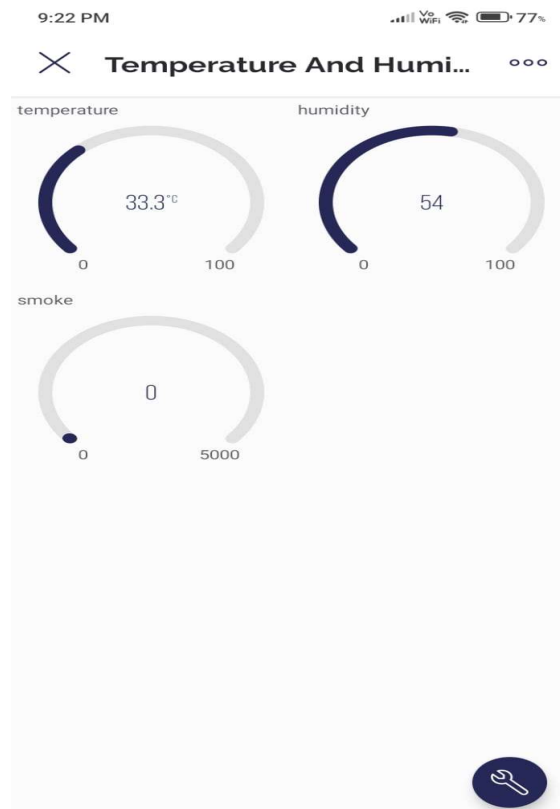 9:22 PM Vo WiFi 77%
Temperature And Humi...
temperature humidity
33.3°C 54
0 100 0 100
smoke
0
0 5000